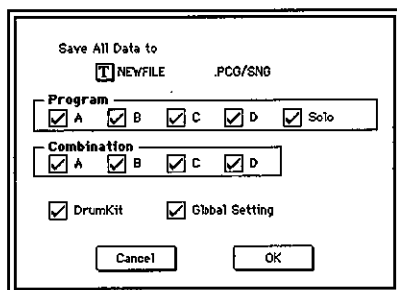 Save All Data to
T NEWFILE .PCG/SNG
Program
A B C D Solo
Combination
A B C D
DrumKit Global Setting
Cancel OK